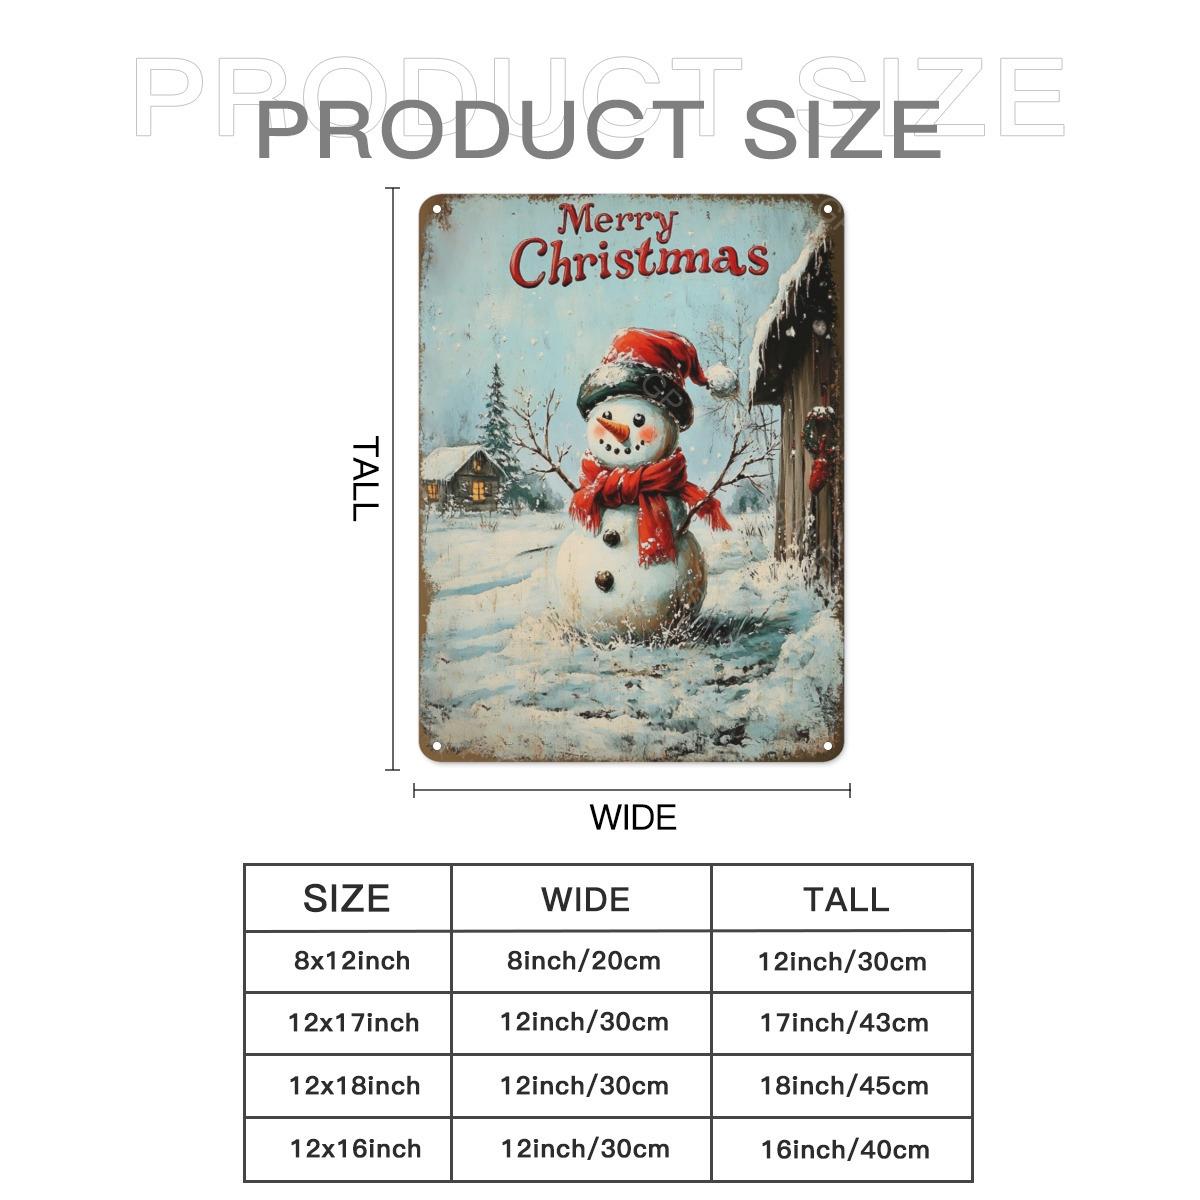 PRODUCT SIZE
PRODUCT SIZE
Merry
Christmas
TALL
WIDE
SIZE WIDE TALL
8x12inch 8inch/20cm 12inch/30cm
12x17inch 12inch/30cm 17inch/43cm
12x18inch 12inch/30cm 18inch/45cm
12x16inch 12inch/30cm 16inch/40cm